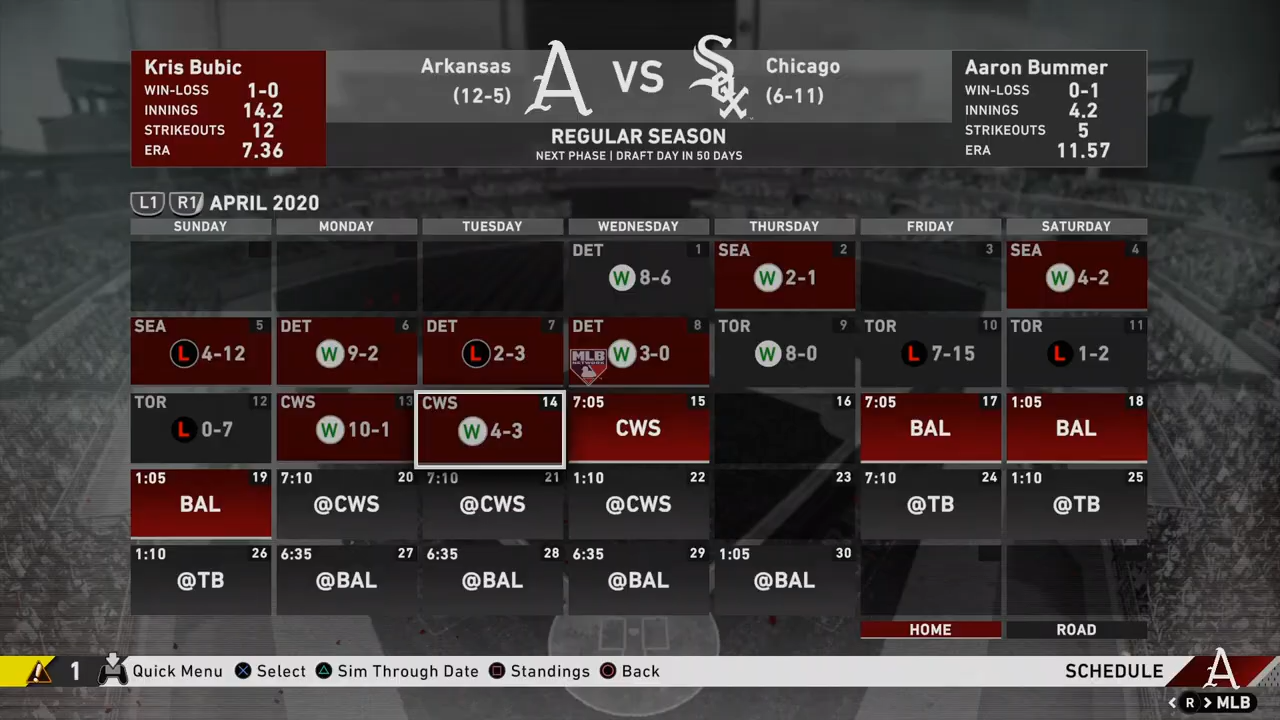 Kris Bubic
WIN-LOSS 1-0
INNINGS 14.2
STRIKEOUTS 12
ERA 7.36
Arkansas A VS Sox Chicago
(12-5) (6-11)
REGULAR SEASON
NEXT PHASE | DRAFT DAY IN 50 DAYS
Aaron Bummer
WIN-LOSS 0-1
INNINGS 4.2
STRIKEOUTS 5
ERA 11.57
L1 R1 APRIL 2020
SUNDAY MONDAY TUESDAY WEDNESDAY THURSDAY FRIDAY SATURDAY
DET 1 SEA 2 3 SEA 4
W 8-6 W 2-1 W 4-2
SEA 5 DET 6 DET 7 DET 8 TOR 9 TOR 10 TOR 11
L 4-12 W 9-2 L 2-3 MLB NETWORK W 3-0 W 8-0 L 7-15 L 1-2
TOR 12 CWS 13 CWS 14 7:05 15 16 7:05 17 1:05 18
L 0-7 W 10-1 W 4-3 CWS BAL BAL
1:05 19 7:10 20 7:10 21 1:10 22 23 7:10 24 1:10 25
BAL @CWS @CWS @CWS @TB @TB
1:10 26 6:35 27 6:35 28 6:35 29 1:05 30
@TB @BAL @BAL @BAL @BAL
HOME ROAD
1 Quick Menu Select Sim Through Date Standings Back SCHEDULE A
< R > MLB